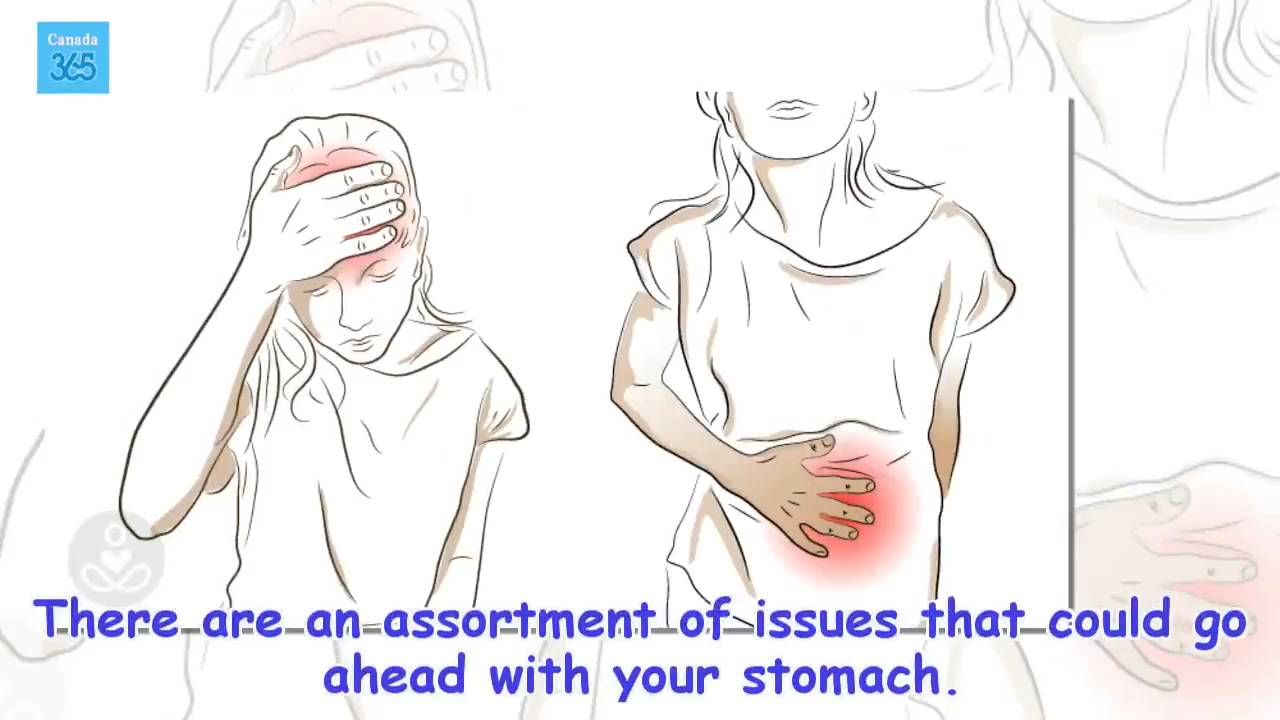 Canada
365
There are an assortment of issues that could go
ahead with your stomach.